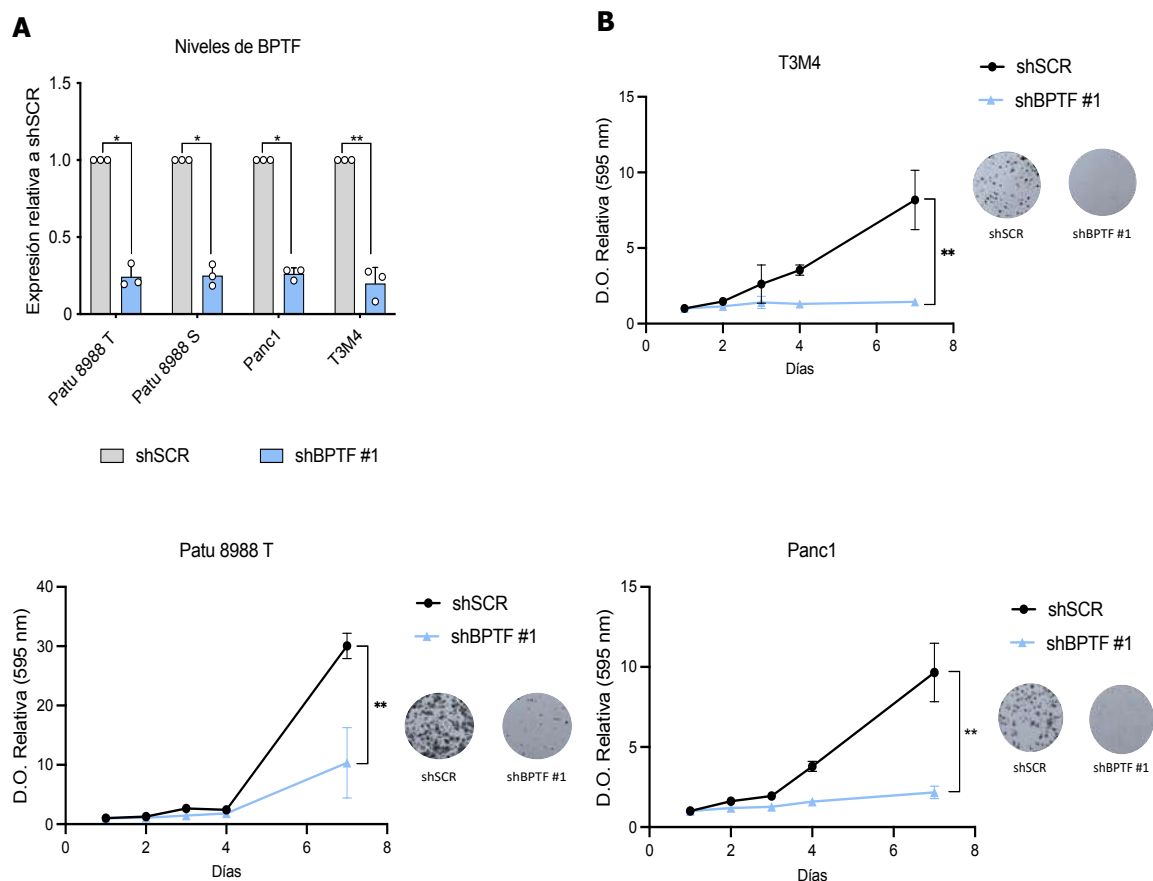 A
Niveles de BPTF
Expresión relativa a shSCR
1.5
1.0
0.5
0
*
*
*
**
Patu 8988 T
Patu 8988 S
Panc1
T3M4
shSCR
shBPTF #1
B
T3M4
shSCR
shBPTF #1
D.O. Relativa (595 nm)
15
10
5
0
0 2 4 6 8
Días
**
shSCR
shBPTF #1
Patu 8988 T
shSCR
shBPTF #1
D.O. Relativa (595 nm)
40
30
20
10
0
0 2 4 6 8
Días
**
shSCR
shBPTF #1
Panc1
shSCR
shBPTF #1
D.O. Relativa (595 nm)
15
10
5
0
0 2 4 6 8
Días
**
shSCR
shBPTF #1